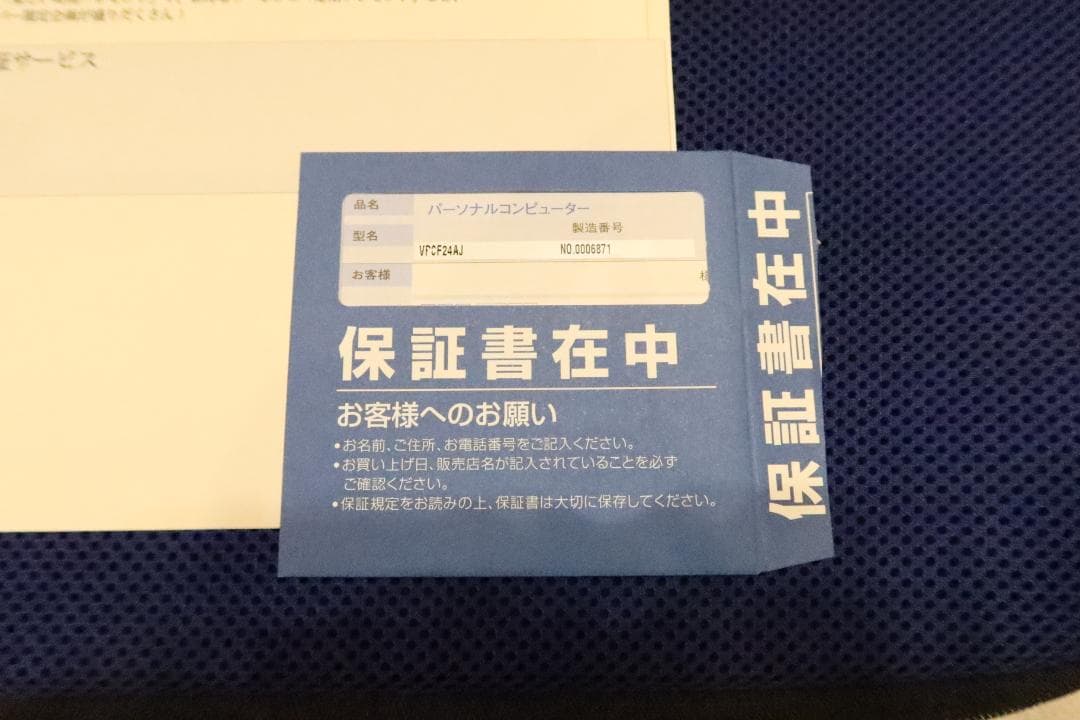 証サービス
品名 パーソナルコンピューター
型名 製造番号
VPCF24AJ NO.0006871
お客様 様
保証書在中
お客様へのお願い
•お名前、ご住所、お電話番号をご記入ください。
•お買い上げ日、販売店名が記入されていることを必ず
ご確認ください。
•保証規定をお読みの上、保証書は大切に保存してください。
保証書在中